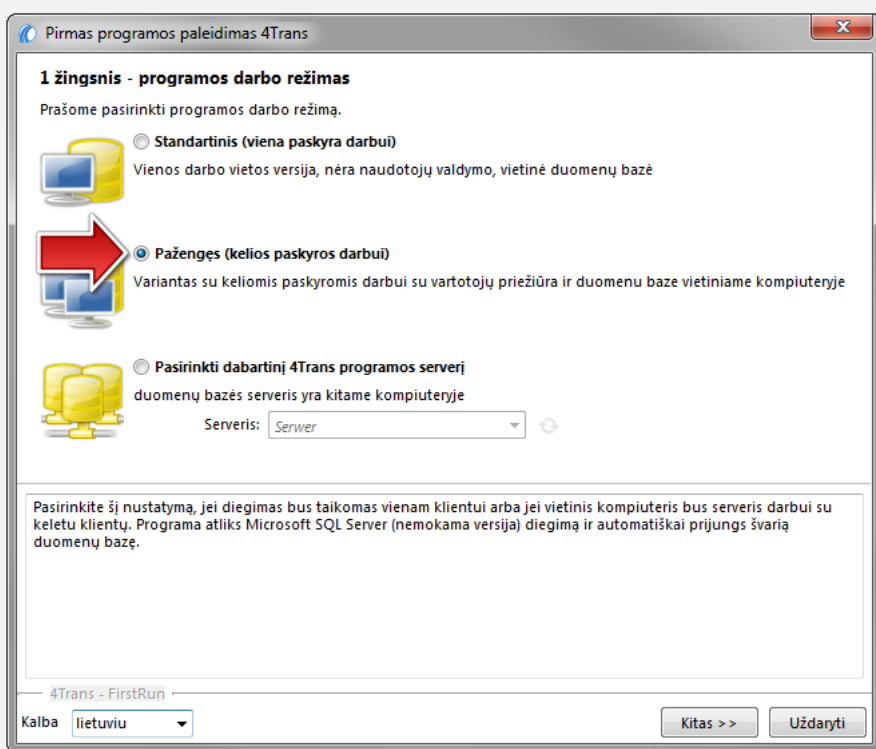 Pirmas programos paleidimas 4Trans
1 žingsnis - programos darbo režimas
Prašome pasirinkti programos darbo režimą.
Standartinis (viena paskyra darbui)
Vienos darbo vietos versija, nėra naudotojų valdymo, vietinė duomenų bazė
Pažengęs (kelios paskyros darbui)
Variantas su keliomis paskyromis darbui su vartotojų priežiūra ir duomenu baze vietiniame kompiuteryje
Pasirinkti dabartinį 4Trans programos serverį
duomenų bazės serveris yra kitame kompiuteryje
Serveris: Serwer
Pasirinkite šį nustatymą, jei diegimas bus taikomas vienam klientui arba jei vietinis kompiuteris bus serveris darbui su
keletu klientų. Programa atliks Microsoft SQL Server (nemokama versija) diegimą ir automatiškai prijungs švarią
duomenų bazę.
4Trans - FirstRun
Kalba lietuviu Kitas >> Uždaryti